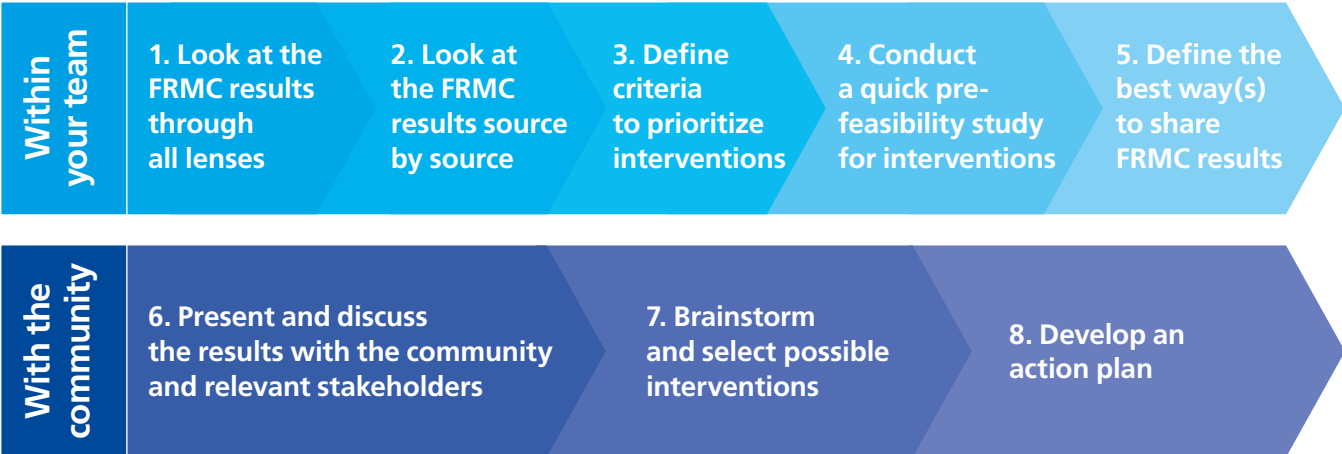 Within
your team
1. Look at the
FRMC results
through
all lenses
2. Look at
the FRMC
results source
by source
3. Define
criteria
to prioritize
interventions
4. Conduct
a quick pre-
feasibility study
for interventions
5. Define the
best way(s)
to share
FRMC results
With the
community
6. Present and discuss
the results with the community
and relevant stakeholders
7. Brainstorm
and select possible
interventions
8. Develop an
action plan